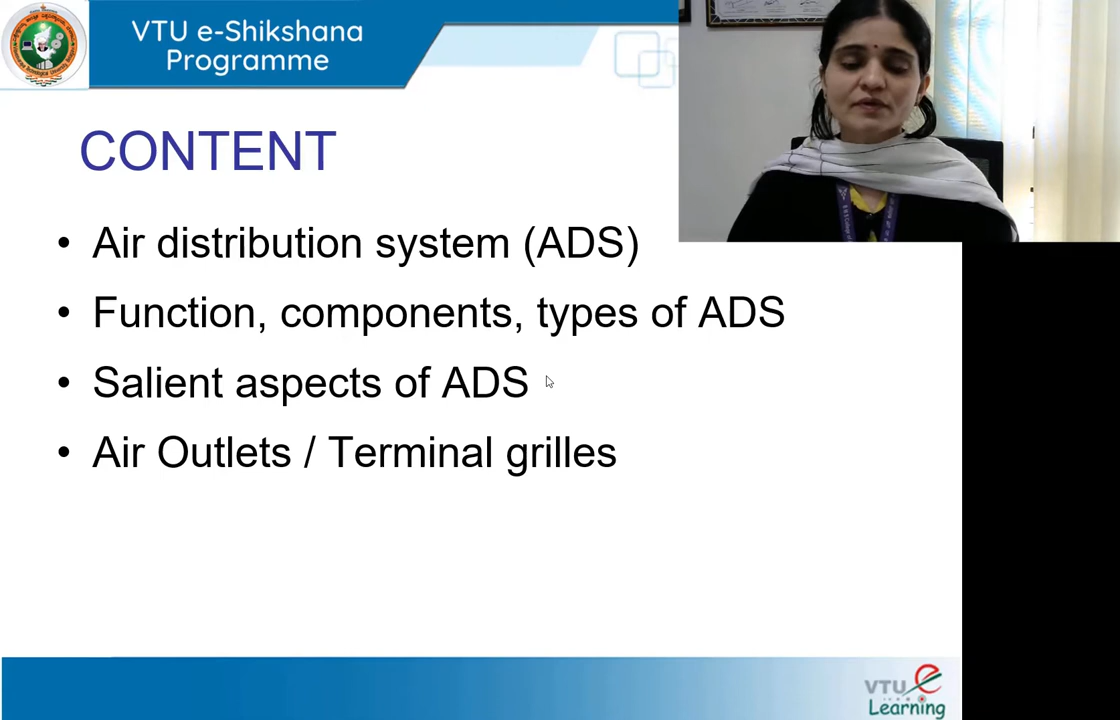 VTU e-Shikshana
Programme
CONTENT
• Air distribution system (ADS)
• Function, components, types of ADS
• Salient aspects of ADS
• Air Outlets / Terminal grilles
VTU e
Learning